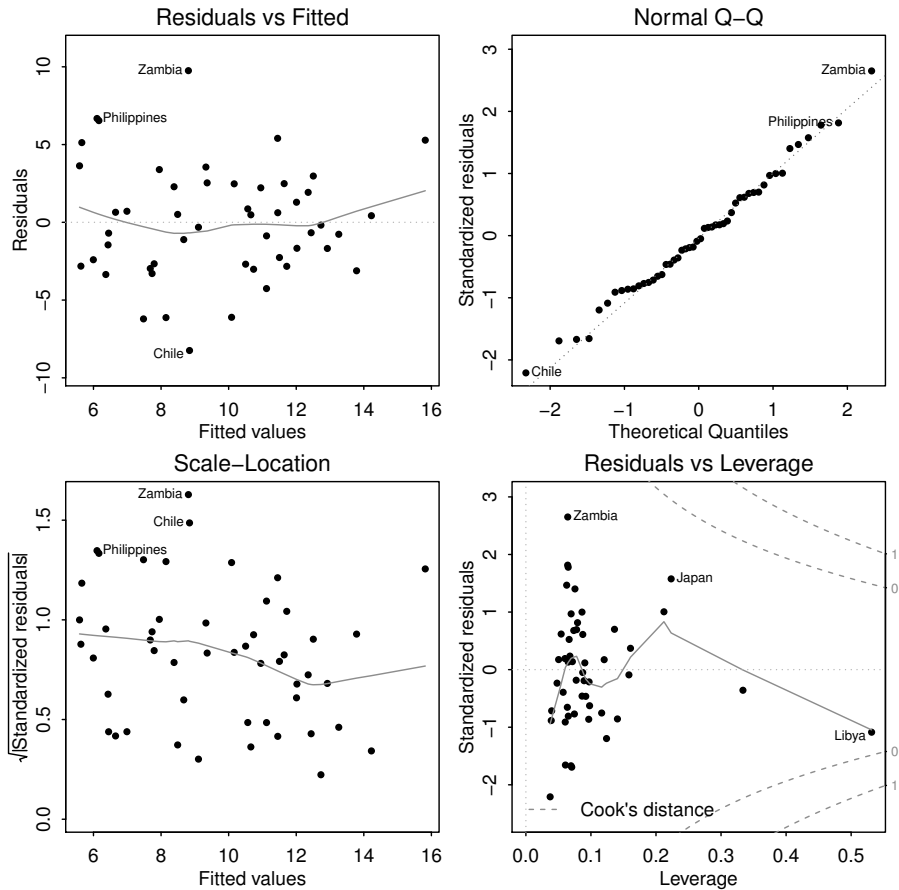 Residuals vs Fitted
Residuals
10
5
0
−5
−10
Zambia
Philippines
Chile
6 8 10 12 14 16
Fitted values
Normal Q−Q
Standardized residuals
3
2
1
0
−1
−2
Zambia
Philippines
Chile
−2 −1 0 1 2
Theoretical Quantiles
Scale−Location
√|Standardized residuals|
1.5
1.0
0.5
0.0
Zambia
Chile
Philippines
6 8 10 12 14 16
Fitted values
Residuals vs Leverage
Standardized residuals
3
2
1
0
−1
−2
Zambia
Japan
Libya
1
0
0
1
Cook's distance
0.0 0.1 0.2 0.3 0.4 0.5
Leverage